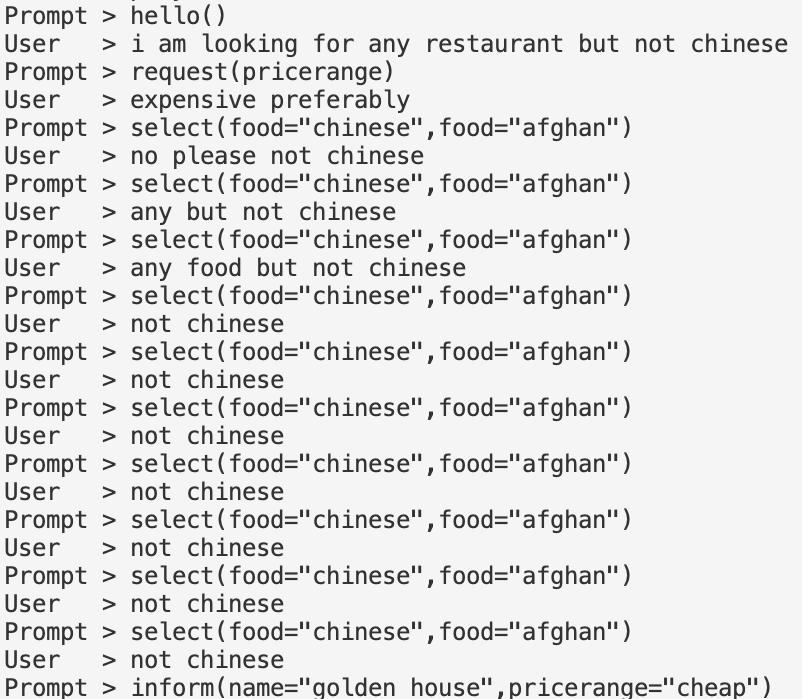 Prompt > hello()
User   > i am looking for any restaurant but not chinese
Prompt > request(pricerange)
User   > expensive preferably
Prompt > select(food="chinese",food="afghan")
User   > no please not chinese
Prompt > select(food="chinese",food="afghan")
User   > any but not chinese
Prompt > select(food="chinese",food="afghan")
User   > any food but not chinese
Prompt > select(food="chinese",food="afghan")
User   > not chinese
Prompt > select(food="chinese",food="afghan")
User   > not chinese
Prompt > select(food="chinese",food="afghan")
User   > not chinese
Prompt > select(food="chinese",food="afghan")
User   > not chinese
Prompt > select(food="chinese",food="afghan")
User   > not chinese
Prompt > select(food="chinese",food="afghan")
User   > not chinese
Prompt > select(food="chinese",food="afghan")
User   > not chinese
Prompt > inform(name="golden house",pricerange="cheap")